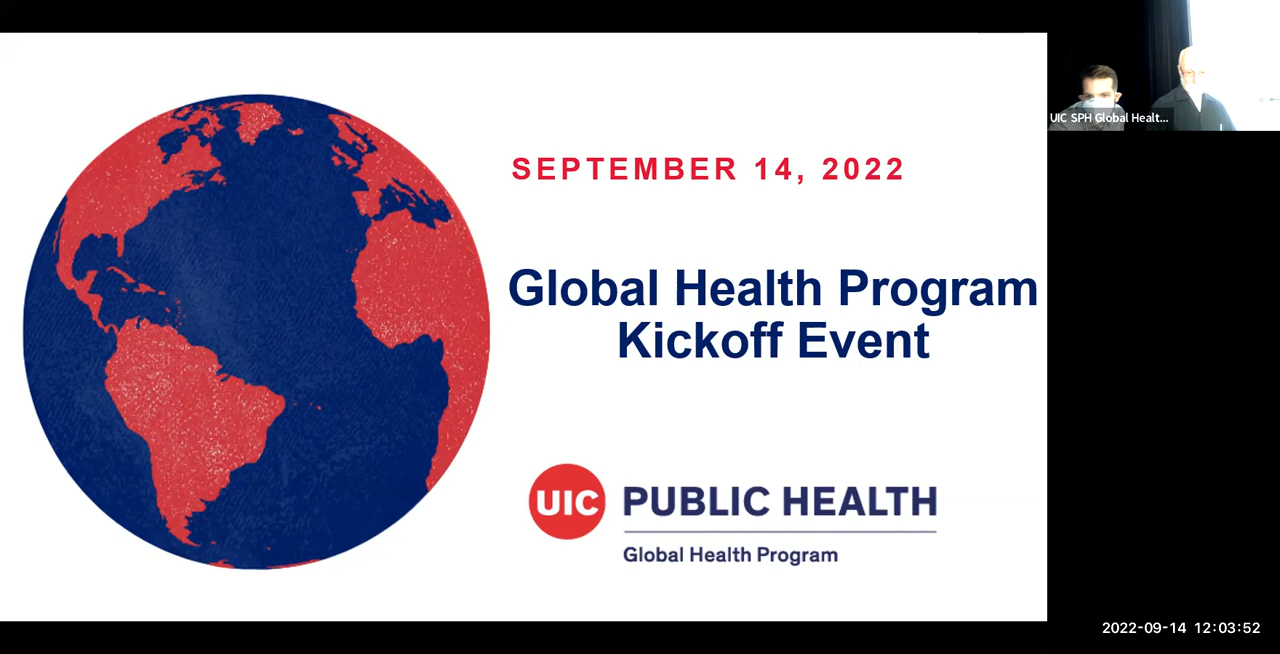 SEPTEMBER 14, 2022
Global Health Program
Kickoff Event
UIC PUBLIC HEALTH
Global Health Program
UIC SPH Global Healt...
2022-09-14 12:03:52